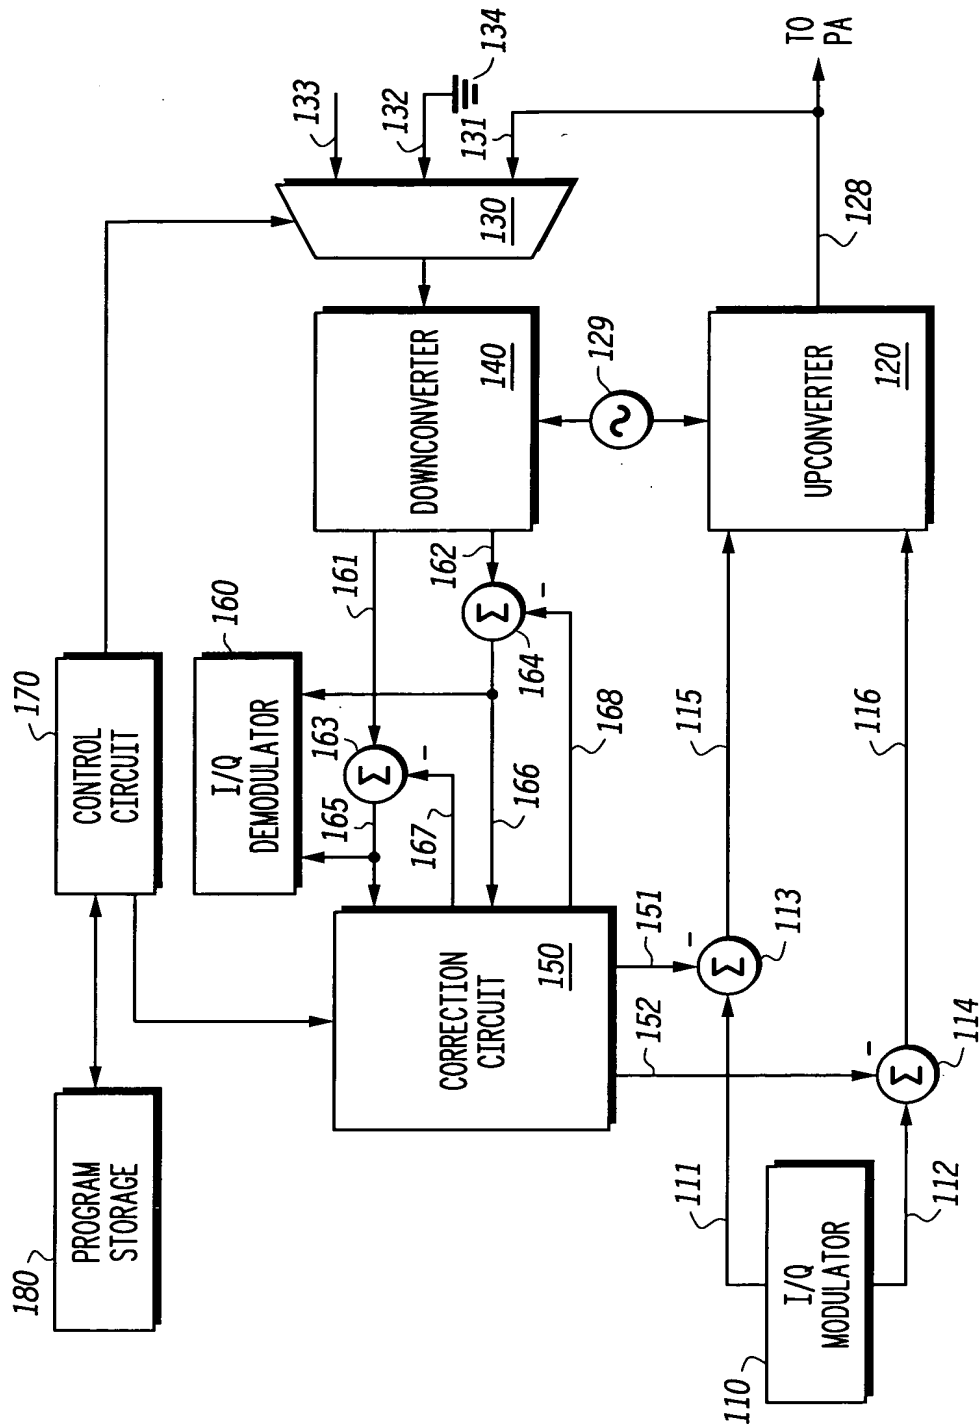 180
PROGRAM
STORAGE
170
CONTROL
CIRCUIT
160
I/Q
DEMODULATOR
133
132
134
131
130
161
163
165
167
162
164
166
168
DOWNCONVERTER
140
129
CORRECTION
CIRCUIT
150
151
152
Σ
Σ
Σ
Σ
-
-
-
-
~
111
113
115
112
114
116
110
I/Q
MODULATOR
UPCONVERTER
120
128
TO
PA